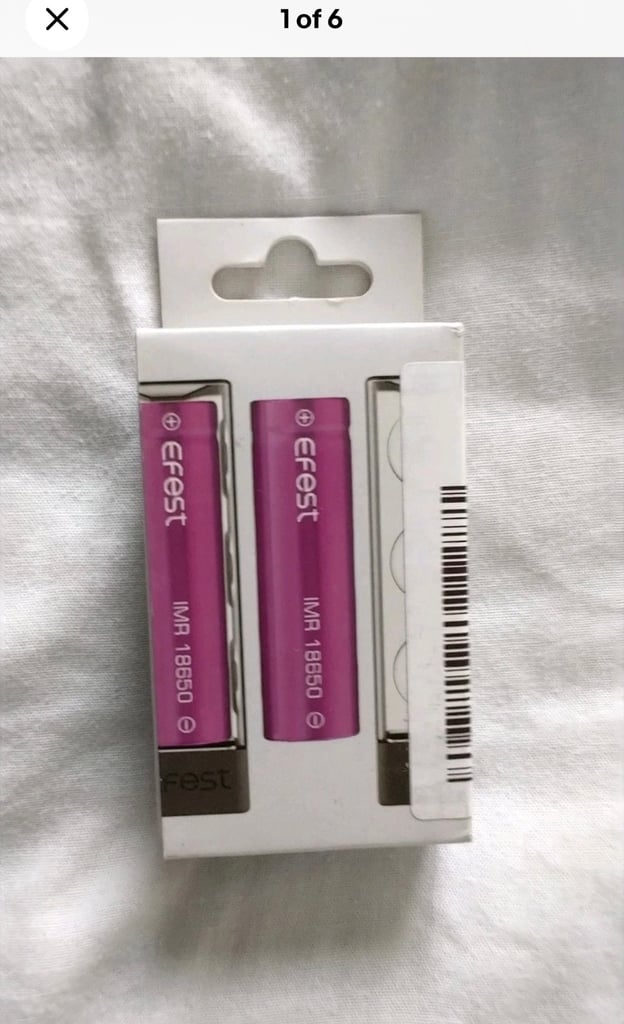 1 of 6
⊕ Efest
IMR 18650 ⊖
⊕ Efest
IMR 18650 ⊖
fest